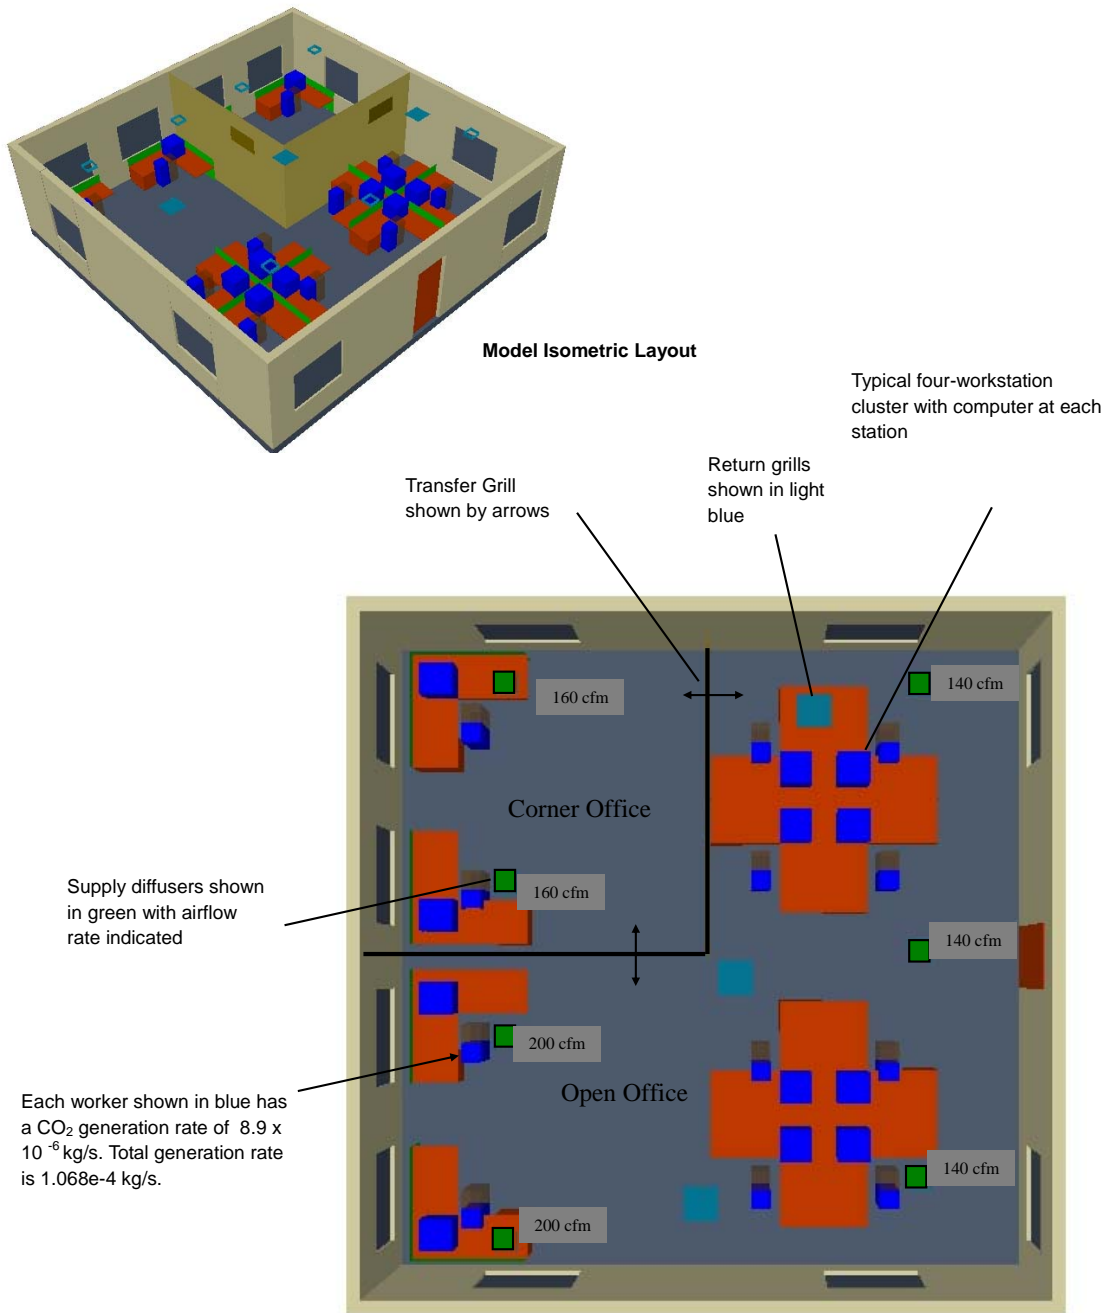 Model Isometric Layout
Typical four-workstation
cluster with computer at each
station
Return grills
shown in light
blue
Transfer Grill
shown by arrows
160 cfm
140 cfm
Corner Office
Supply diffusers shown
in green with airflow
rate indicated
160 cfm
140 cfm
200 cfm
Open Office
Each worker shown in blue has
a CO₂ generation rate of 8.9 x
10 ⁻⁶ kg/s. Total generation rate
is 1.068e-4 kg/s.
140 cfm
200 cfm